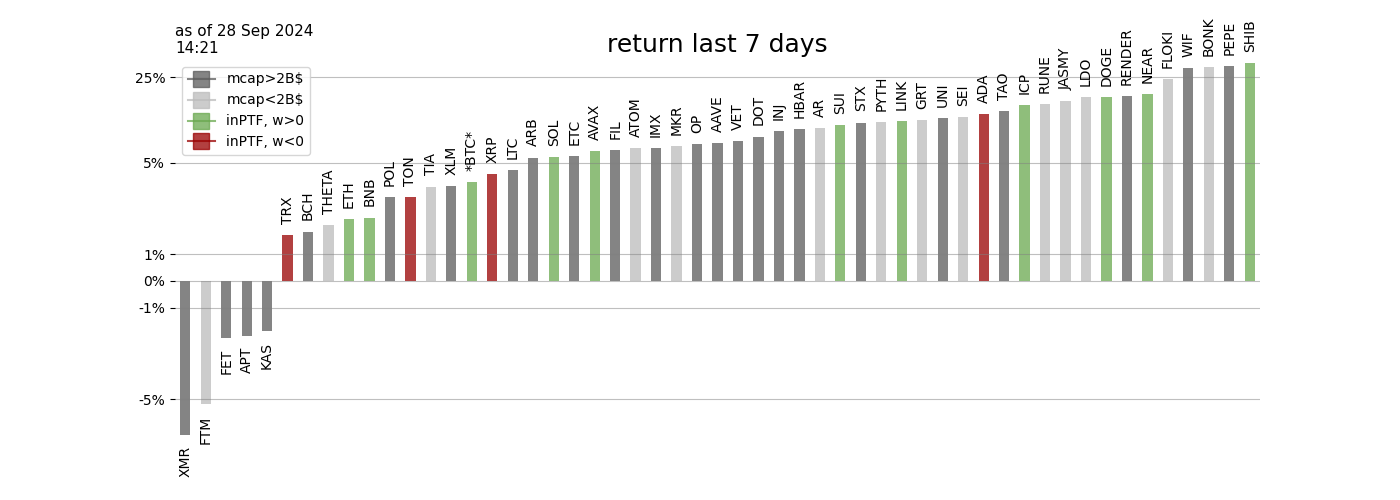 as of 28 Sep 2024
14:21
return last 7 days
mcap>2B$
mcap<2B$
inPTF, w>0
inPTF, w<0
25%
5%
1%
0%
-1%
-5%
XMR
FTM
FET
APT
KAS
TRX
BCH
THETA
ETH
BNB
POL
TON
TIA
XLM
*BTC*
XRP
LTC
ARB
SOL
ETC
AVAX
FIL
ATOM
IMX
MKR
OP
AAVE
VET
DOT
INJ
HBAR
AR
SUI
STX
PYTH
LINK
GRT
UNI
SEI
ADA
TAO
ICP
RUNE
JASMY
LDO
DOGE
RENDER
NEAR
FLOKI
WIF
BONK
PEPE
SHIB